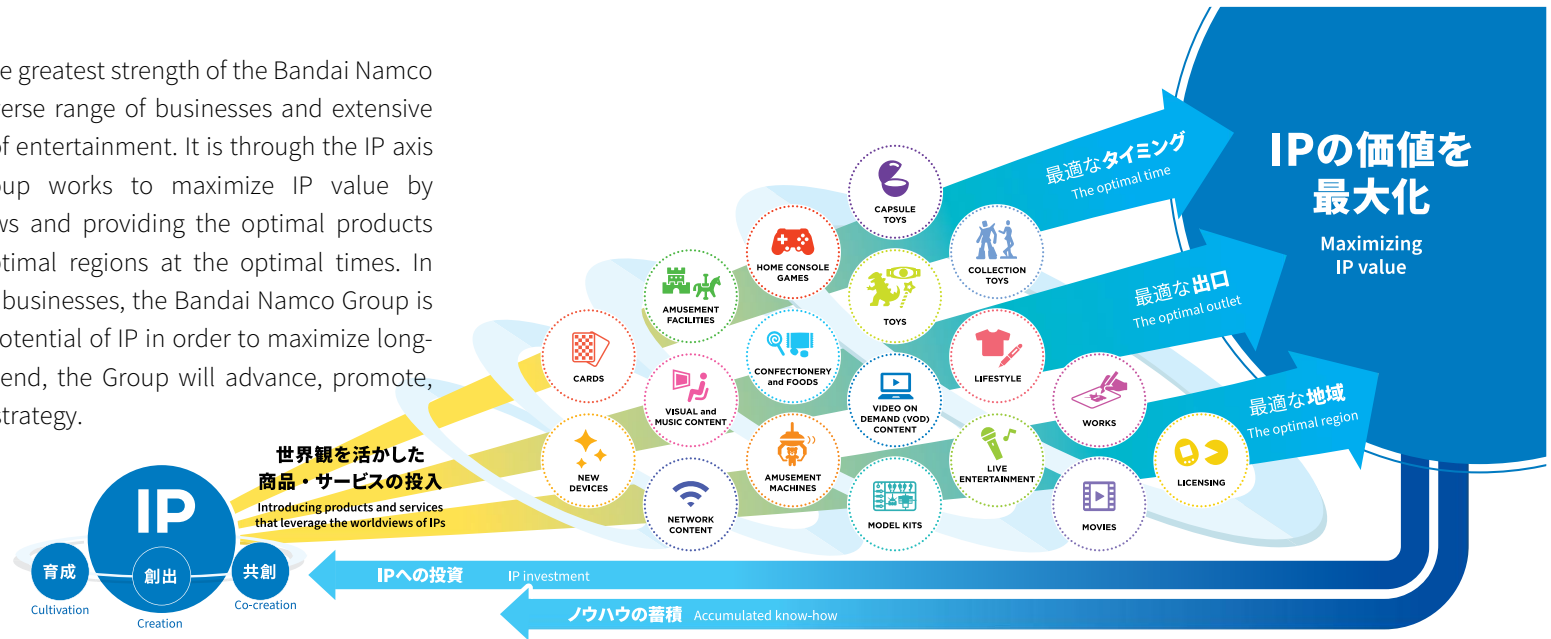 e greatest strength of the Bandai Namco
erse range of businesses and extensive
of entertainment. It is through the IP axis
oup works to maximize IP value by
ws and providing the optimal products
otimal regions at the optimal times. In
businesses, the Bandai Namco Group is
otential of IP in order to maximize long-
end, the Group will advance, promote,
strategy.
世界観を活かした
商品・サービスの投入
Introducing products and services
that leverage the worldviews of IPs
IP
育成
Cultivation
創出
Creation
共創
Co-creation
CARDS
NEW
DEVICES
AMUSEMENT
FACILITIES
VISUAL and
MUSIC CONTENT
NETWORK
CONTENT
HOME CONSOLE
GAMES
CONFECTIONERY
and FOODS
AMUSEMENT
MACHINES
CAPSULE
TOYS
TOYS
VIDEO ON
DEMAND (VOD)
CONTENT
MODEL KITS
COLLECTION
TOYS
LIFESTYLE
LIVE
ENTERTAINMENT
WORKS
MOVIES
LICENSING
最適なタイミング
The optimal time
最適な出口
The optimal outlet
最適な地域
The optimal region
IPの価値を
最大化
Maximizing
IP value
IPへの投資 IP investment
ノウハウの蓄積 Accumulated know-how